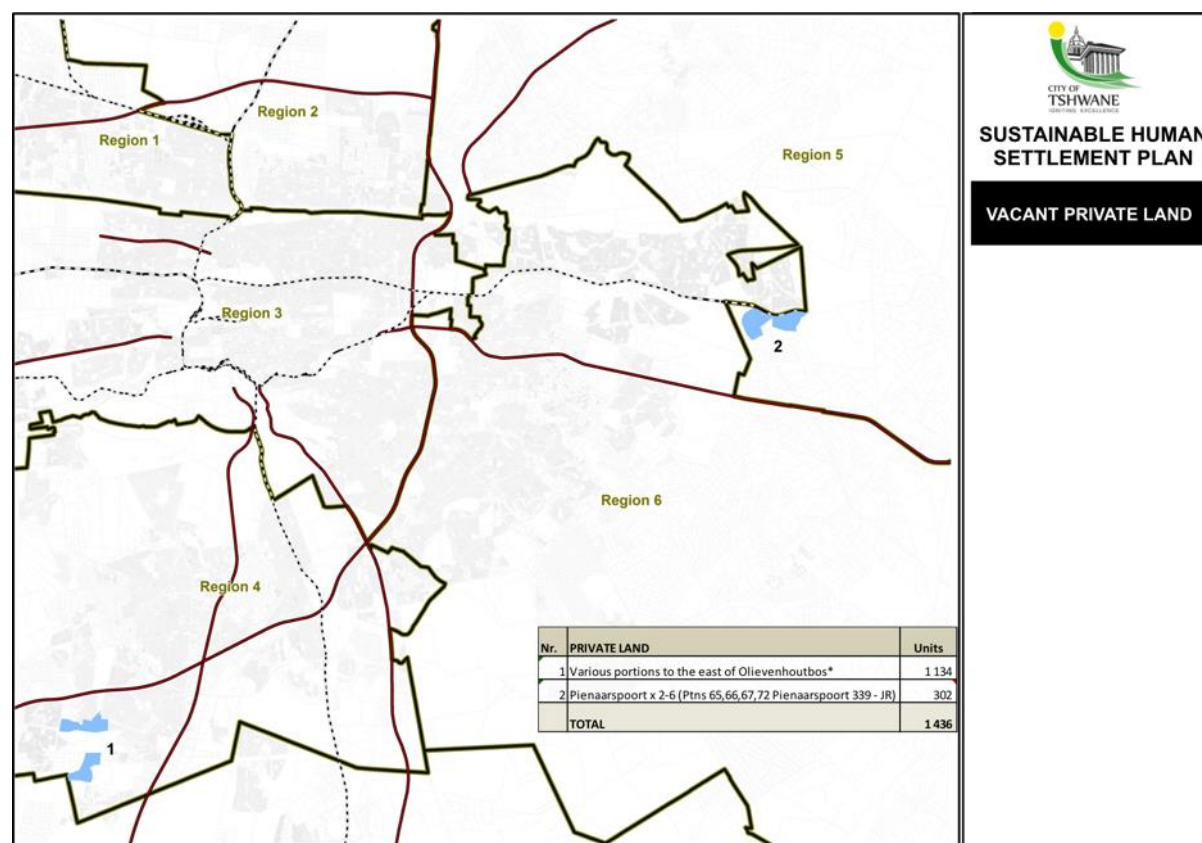 Region 2
Region 1
Region 5
Region 3
2
Region 6
Region 4
1
Nr. PRIVATE LAND Units
1 Various portions to the east of Olievenhoutbos* 1 134
2 Pienaarspoort x 2-6 (Ptns 65,66,67,72 Pienaarspoort 339 - JR) 302
TOTAL 1 436
CITY OF
TSHWANE
IGNITING EXCELLENCE
SUSTAINABLE HUMAN
SETTLEMENT PLAN
VACANT PRIVATE LAND